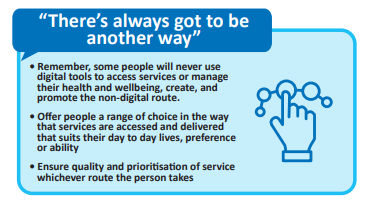 “There’s always got to be
another way”
• Remember, some people will never use
digital tools to access services or manage
their health and wellbeing, create, and
promote the non-digital route.
• Offer people a range of choice in the way
that services are accessed and delivered
that suits their day to day lives, preference
or ability
• Ensure quality and prioritisation of service
whichever route the person takes